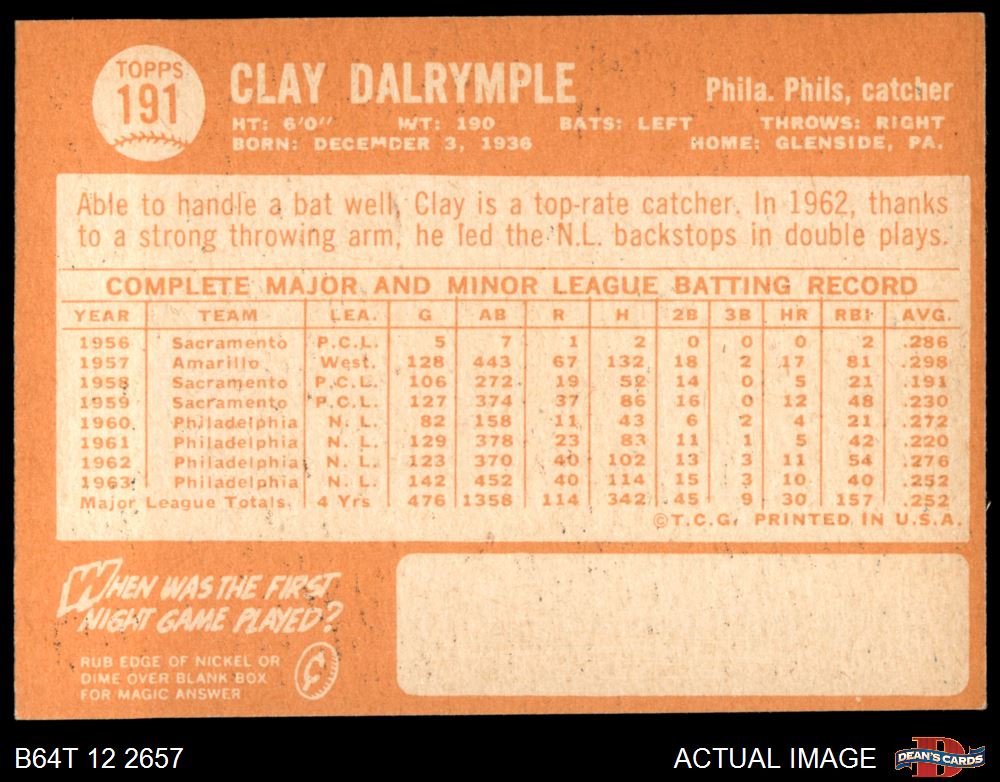 TOPPS
191
CLAY DALRYMPLE
Phila. Phils, catcher
HT: 6'0" WT: 190 BATS: LEFT THROWS: RIGHT
BORN: DECEMBER 3, 1936 HOME: GLENSIDE, PA.
Able to handle a bat well, Clay is a top-rate catcher. In 1962, thanks
to a strong throwing arm, he led the N.L. backstops in double plays.
COMPLETE MAJOR AND MINOR LEAGUE BATTING RECORD
YEAR TEAM LEA. G AB R H 2B 3B HR RBI AVG.
1956 Sacramento P.C.L. 5 7 1 2 0 0 0 2 .286
1957 Amarillo West. 128 443 67 132 18 2 17 81 .298
1958 Sacramento P.C.L. 106 272 19 52 14 0 5 21 .191
1959 Sacramento P.C.L. 127 374 37 86 16 0 12 48 .230
1960 Philadelphia N. L. 82 158 11 43 6 2 4 21 .272
1961 Philadelphia N. L. 129 378 23 83 11 1 5 42 .220
1962 Philadelphia N. L. 123 370 40 102 13 3 11 54 .276
1963 Philadelphia N. L. 142 452 40 114 15 3 10 40 .252
Major League Totals. 4 Yrs 476 1358 114 342 45 9 30 157 .252
©T.C.G. PRINTED IN U.S.A.
WHEN WAS THE FIRST
NIGHT GAME PLAYED?
RUB EDGE OF NICKEL OR
DIME OVER BLANK BOX
FOR MAGIC ANSWER
¢
B64T 12 2657
ACTUAL IMAGE
D
DEAN'S CARDS